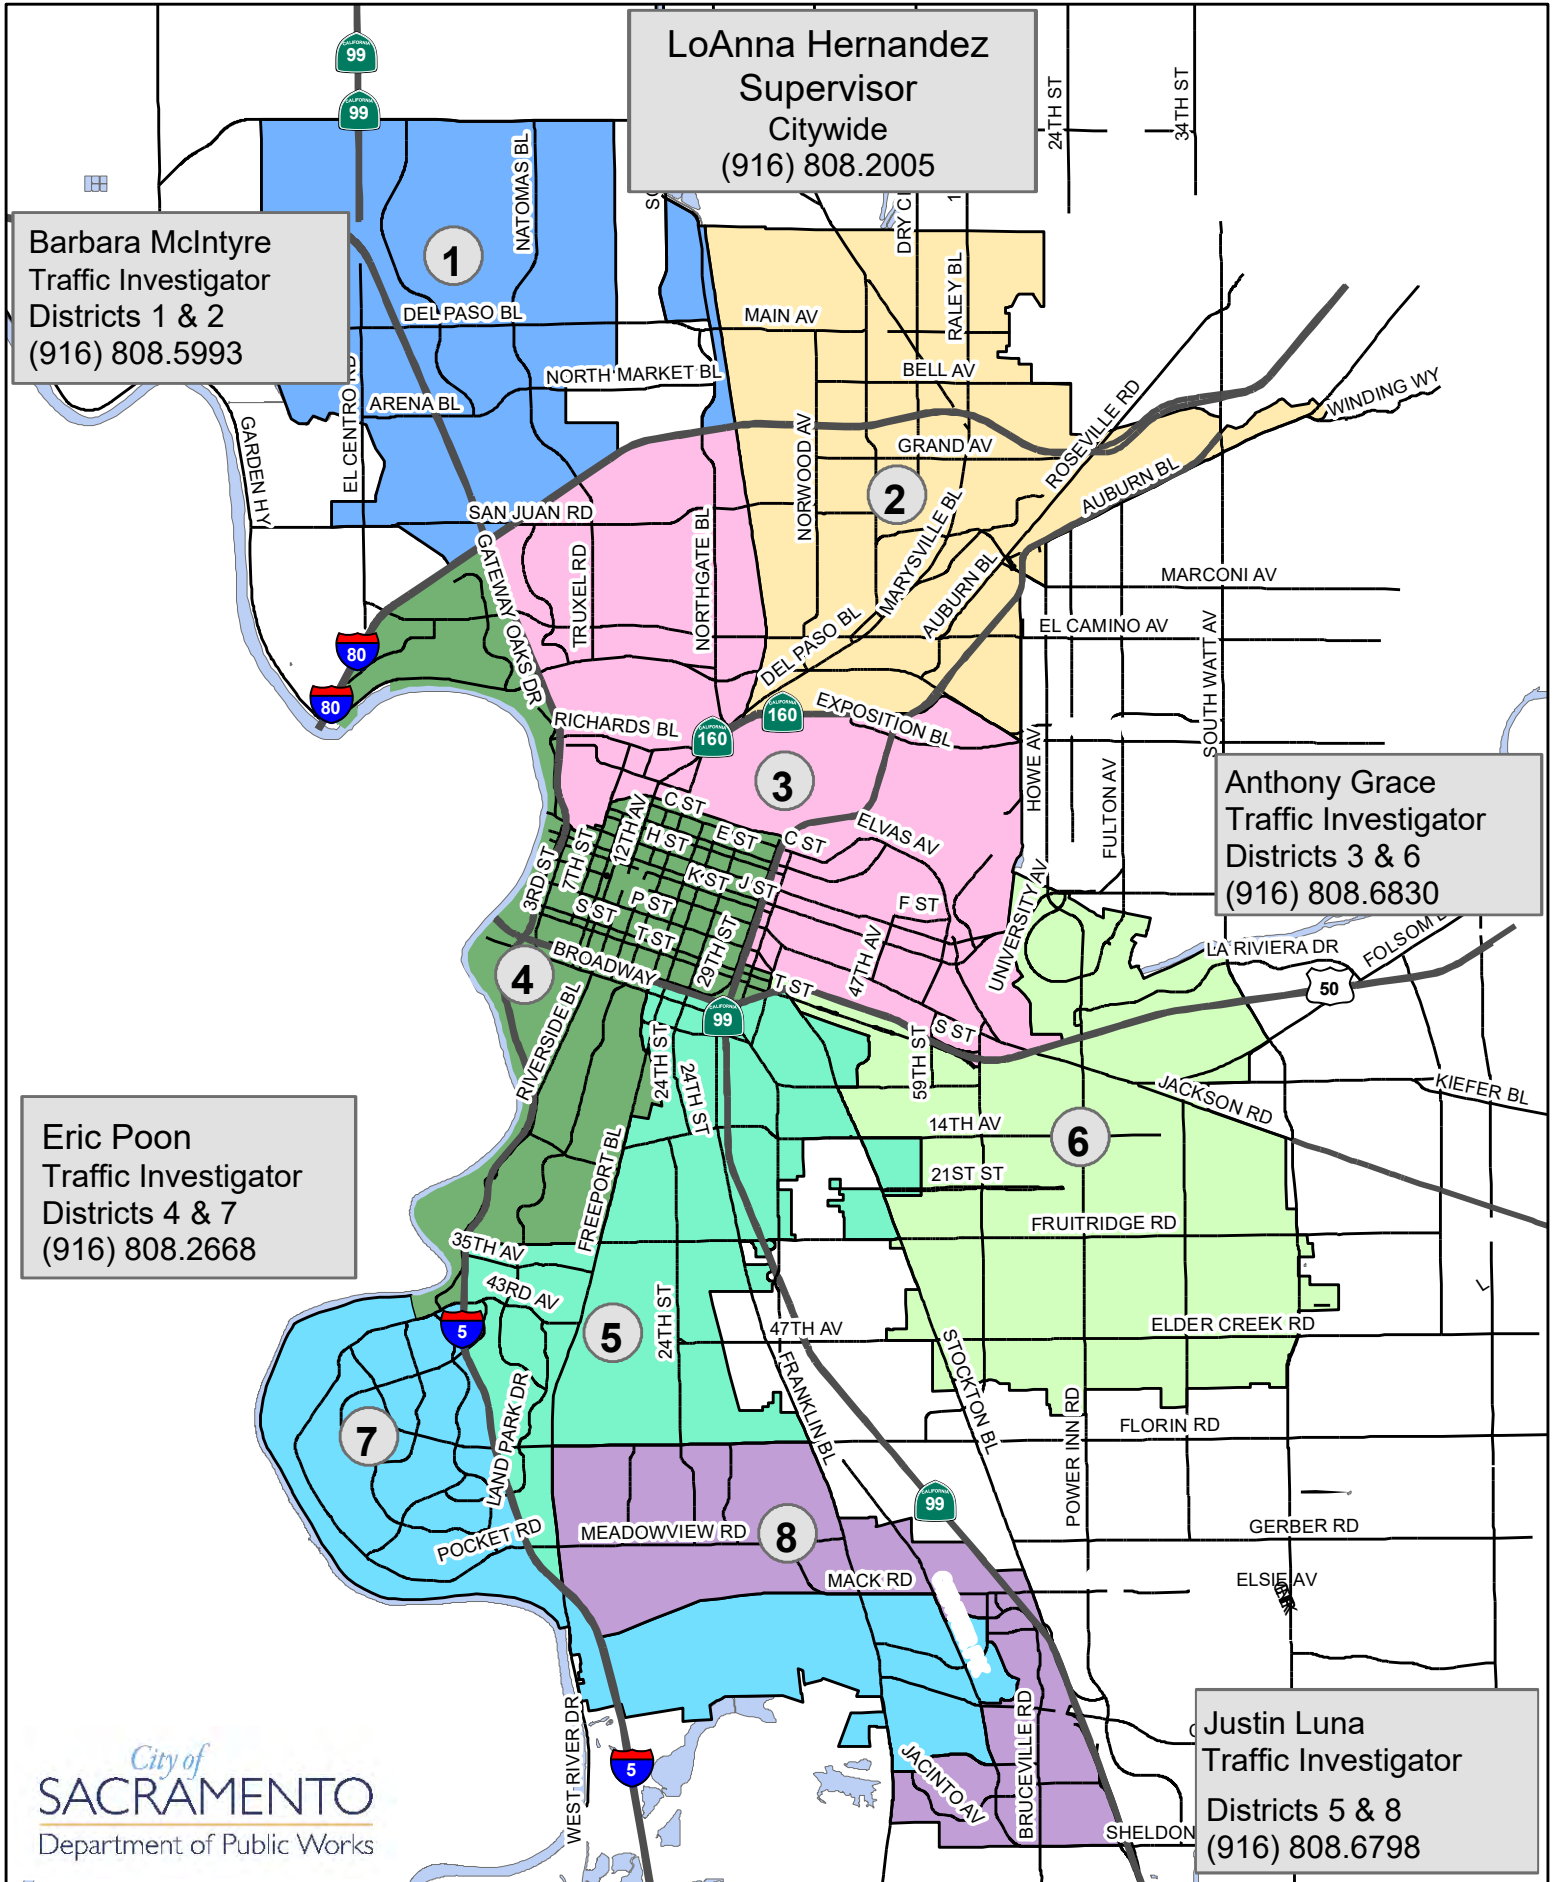 LoAnna Hernandez
Supervisor
Citywide
(916) 808.2005
CALIFORNIA
99
CALIFORNIA
99
24TH ST
34TH ST
NATOMAS BL
Barbara McIntyre
Traffic Investigator
Districts 1 & 2
(916) 808.5993
1
RALEY BL
DEL PASO BL
MAIN AV
NORTH MARKET BL
BELL AV
ARENA BL
EL CENTRO RD
GARDEN HY
NORWOOD AV
GRAND AV
ROSEVILLE RD
WINDING WY
AUBURN BL
2
SAN JUAN RD
MARYSVILLE BL
NORTHGATE BL
TRUXEL RD
GATEWAY OAKS DR
AUBURN BL
MARCONI AV
EL CAMINO AV
SOUTH WATT AV
DEL PASO BL
80
80
CALIFORNIA
160
CALIFORNIA
160
EXPOSITION BL
RICHARDS BL
3
HOWE AV
FULTON AV
Anthony Grace
Traffic Investigator
Districts 3 & 6
(916) 808.6830
C ST
12TH AV
H ST
E ST
C ST
ELVAS AV
7TH ST
3RD ST
K ST
J ST
P ST
S ST
T ST
29TH ST
F ST
47TH AV
UNIVERSITY AV
BROADWAY
T ST
S ST
59TH ST
LA RIVIERA DR
50
4
CALIFORNIA
99
RIVERSIDE BL
24TH ST
24TH ST
JACKSON RD
KIEFER BL
14TH AV
6
21ST ST
FRUITRIDGE RD
Eric Poon
Traffic Investigator
Districts 4 & 7
(916) 808.2668
FREEPORT BL
35TH AV
43RD AV
5
5
24TH ST
47TH AV
ELDER CREEK RD
FRANKLIN BL
STOCKTON BL
POWER INN RD
FLORIN RD
7
LAND PARK DR
CALIFORNIA
99
POCKET RD
MEADOWVIEW RD
8
GERBER RD
MACK RD
ELSIE AV
WEST RIVER DR
5
JACINTO AV
BRUCEVILLE RD
SHELDON
Justin Luna
Traffic Investigator
Districts 5 & 8
(916) 808.6798
City of
SACRAMENTO
Department of Public Works